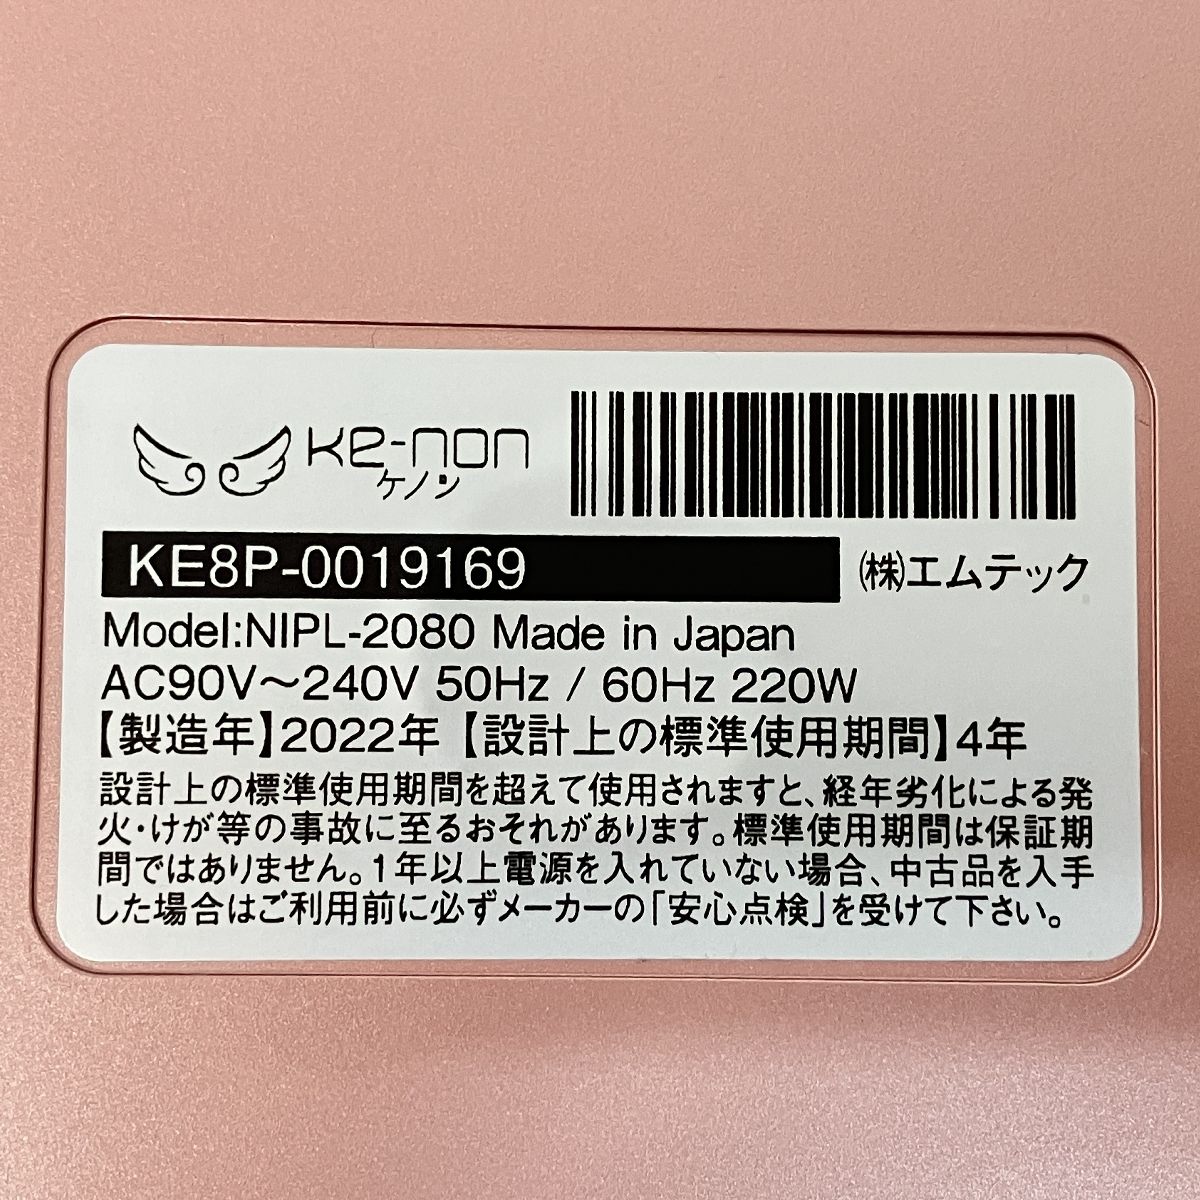 Ke-non
ケノン
KE8P-0019169
㈱エムテック
Model:NIPL-2080 Made in Japan
AC90V～240V 50Hz / 60Hz 220W
【製造年】2022年【設計上の標準使用期間】4年
設計上の標準使用期間を超えて使用されますと、経年劣化による発
火・けが等の事故に至るおそれがあります。標準使用期間は保証期
間ではありません。1年以上電源を入れていない場合、中古品を入手
した場合はご利用前に必ずメーカーの「安心点検」を受けて下さい。